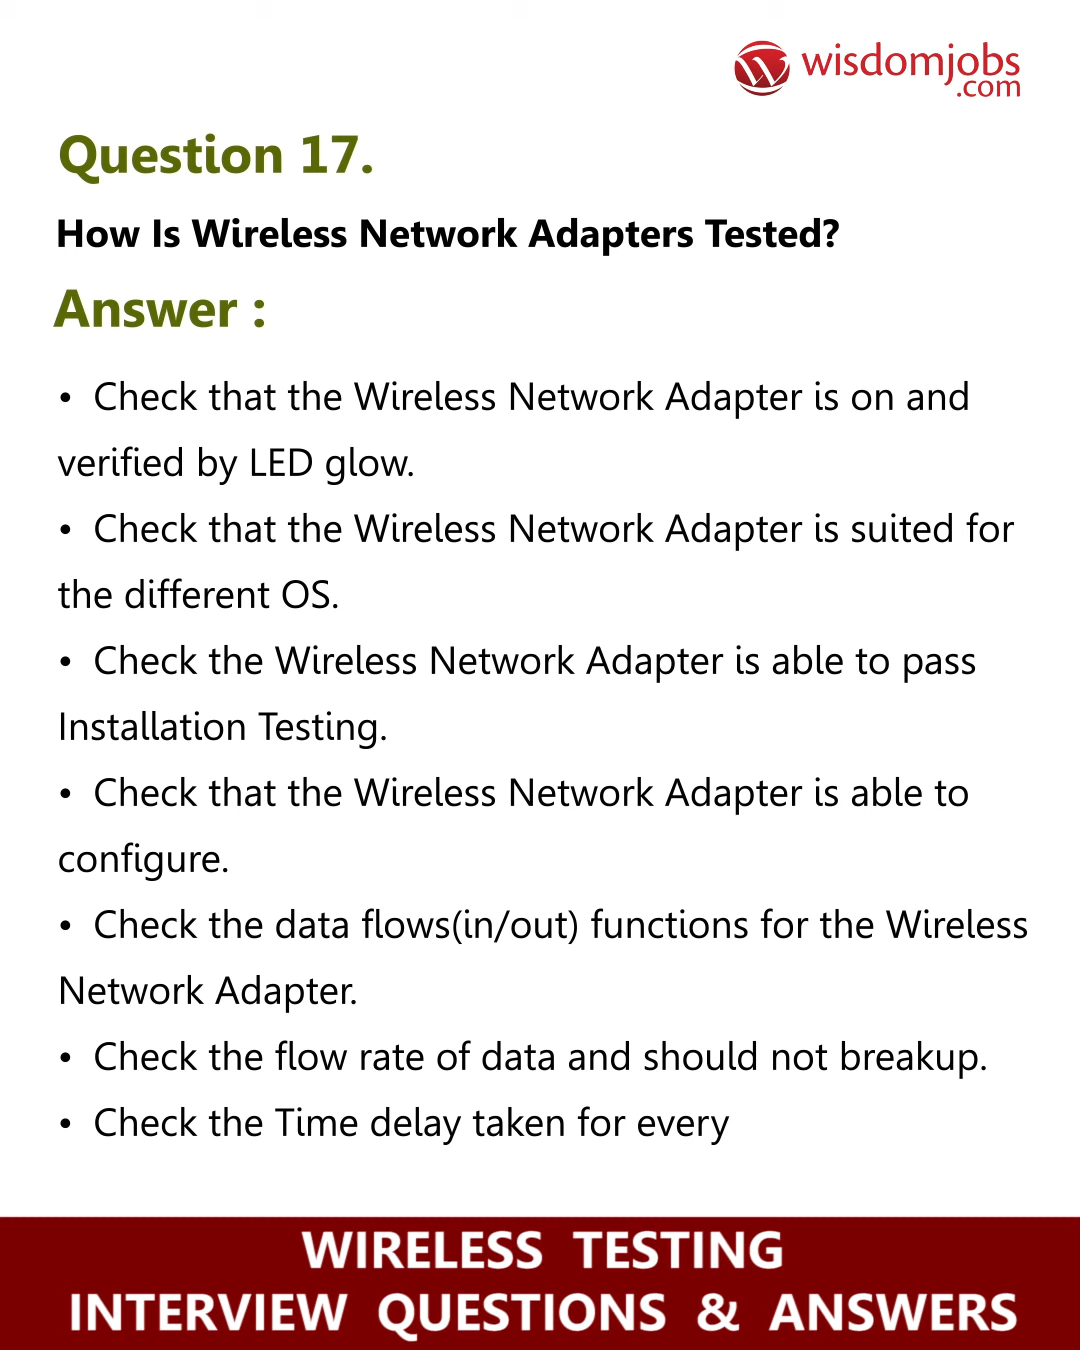 wisdomjobs
.com
Question 17.
How Is Wireless Network Adapters Tested?
Answer :
• Check that the Wireless Network Adapter is on and
verified by LED glow.
• Check that the Wireless Network Adapter is suited for
the different OS.
• Check the Wireless Network Adapter is able to pass
Installation Testing.
• Check that the Wireless Network Adapter is able to
configure.
• Check the data flows(in/out) functions for the Wireless
Network Adapter.
• Check the flow rate of data and should not breakup.
• Check the Time delay taken for every
WIRELESS TESTING
INTERVIEW QUESTIONS & ANSWERS